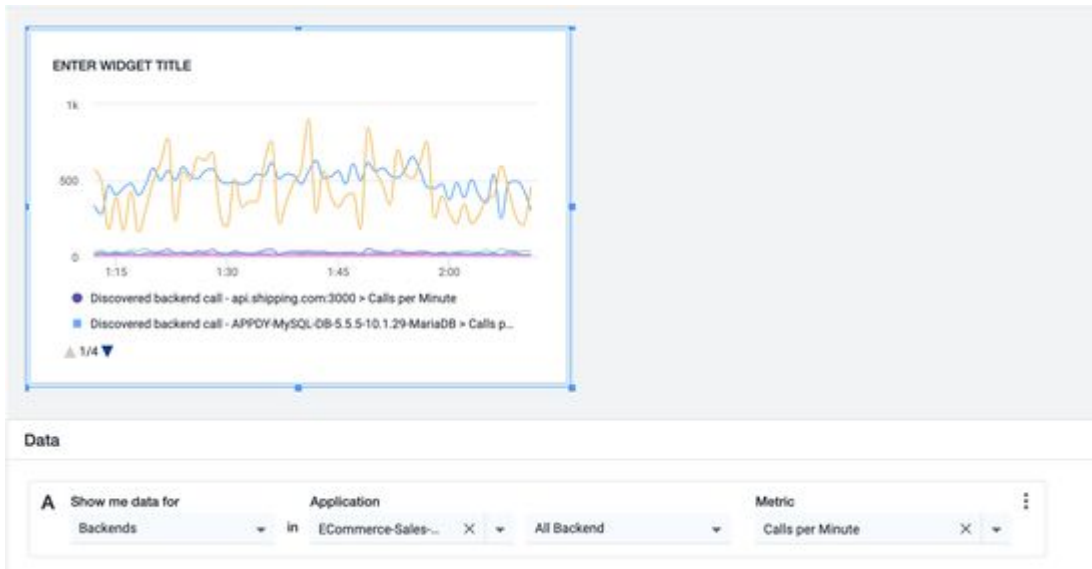 ENTER WIDGET TITLE
1k
500
0
1:15 1:30 1:45 2:00
Discovered backend call - api.shipping.com:3000 > Calls per Minute
Discovered backend call - APPDY-MySQL-DB-5.5.5-10.1.29-MariaDB > Calls p...
1/4
Data
A Show me data for Application Metric
Backends in ECommerce-Sales-... All Backend Calls per Minute